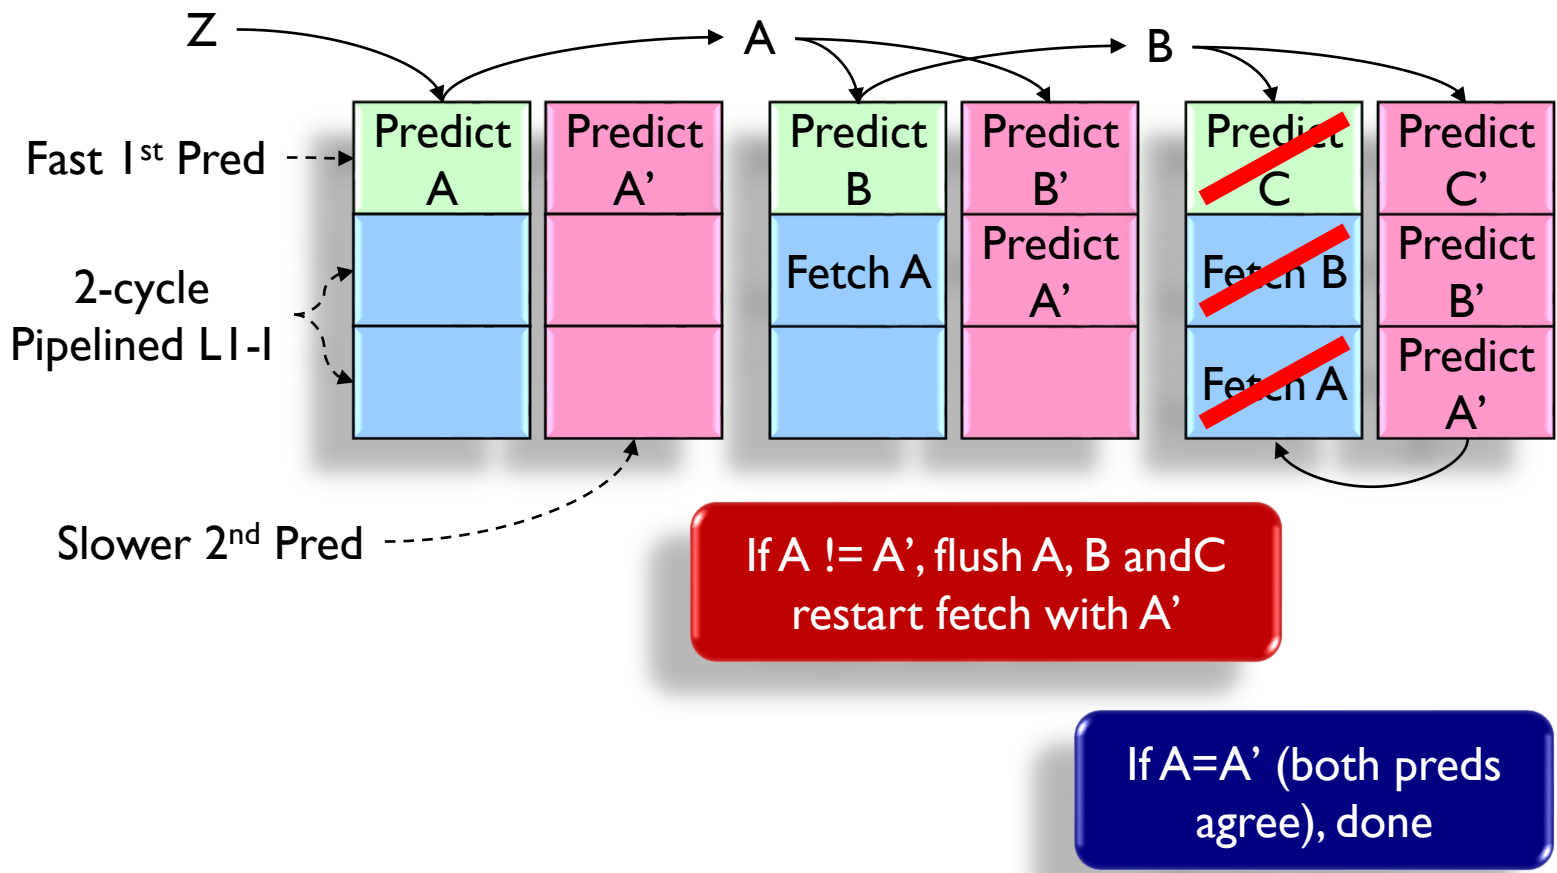 Z
A
B
Fast 1st Pred
Predict
A
Predict
A’
Predict
B
Predict
B’
Predict
C
Predict
C’
2-cycle
Pipelined L1-I
Fetch A
Predict
A’
Fetch B
Predict
B’
Fetch A
Predict
A’
Slower 2nd Pred
If A != A’, flush A, B andC
restart fetch with A’
If A=A’ (both preds
agree), done